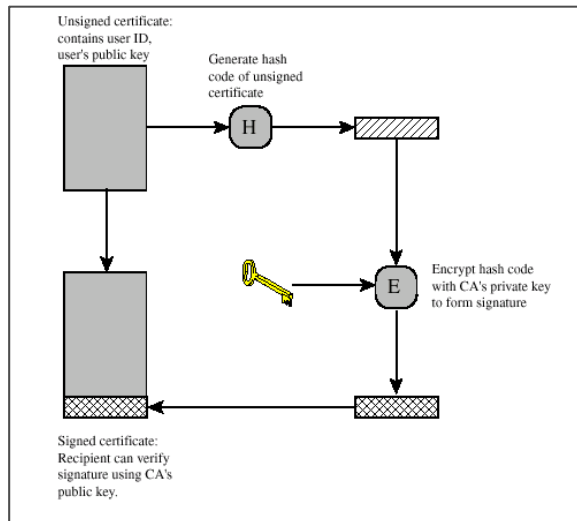 Unsigned certificate:
contains user ID,
user's public key
Generate hash
code of unsigned
certificate
H
E
Encrypt hash code
with CA's private key
to form signature
Signed certificate:
Recipient can verify
signature using CA's
public key.